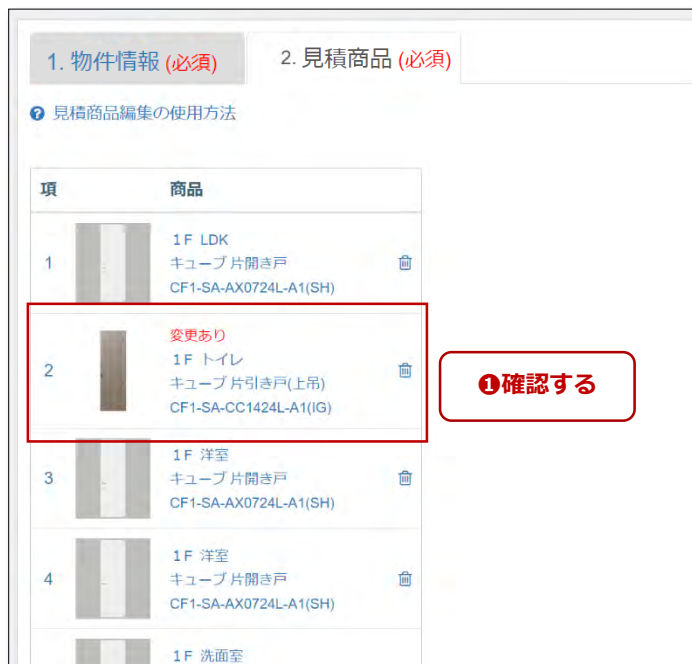 1. 物件情報 (必須)
2. 見積商品 (必須)
見積商品編集の使用方法
項 商品
1
1F LDK
キューブ 片開き戸
CF1-SA-AX0724L-A1(SH)
2
変更あり
1F トイレ
キューブ 片引き戸(上吊)
CF1-SA-CC1424L-A1(IG)
❶確認する
3
1F 洋室
キューブ 片開き戸
CF1-SA-AX0724L-A1(SH)
4
1F 洋室
キューブ 片開き戸
CF1-SA-AX0724L-A1(SH)
1F 洗面室